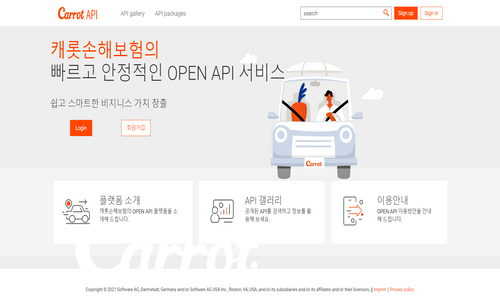 Carrot API
API gallery
API packages
search
Sign up
Sign in
캐롯손해보험의
빠르고 안정적인 OPEN API 서비스
쉽고 스마트한 비지니스 가치 창출
Login
회원가입
Carrot
플랫폼 소개
캐롯손해보험의 OPEN API 플랫폼을 소
개해 드립니다.
API 갤러리
공개된 API를 검색하고 정보를 활
용해 보세요.
이용안내
OPEN API 이용방안을 안내
해 드립니다.
Carrot
Copyright © 2021 Software AG, Darmstadt, Germany and/or Software AG USA Inc., Reston, VA, USA, and/or its subsidiaries and/or its affiliates and/or their licensors. || Imprint | Privacy policy